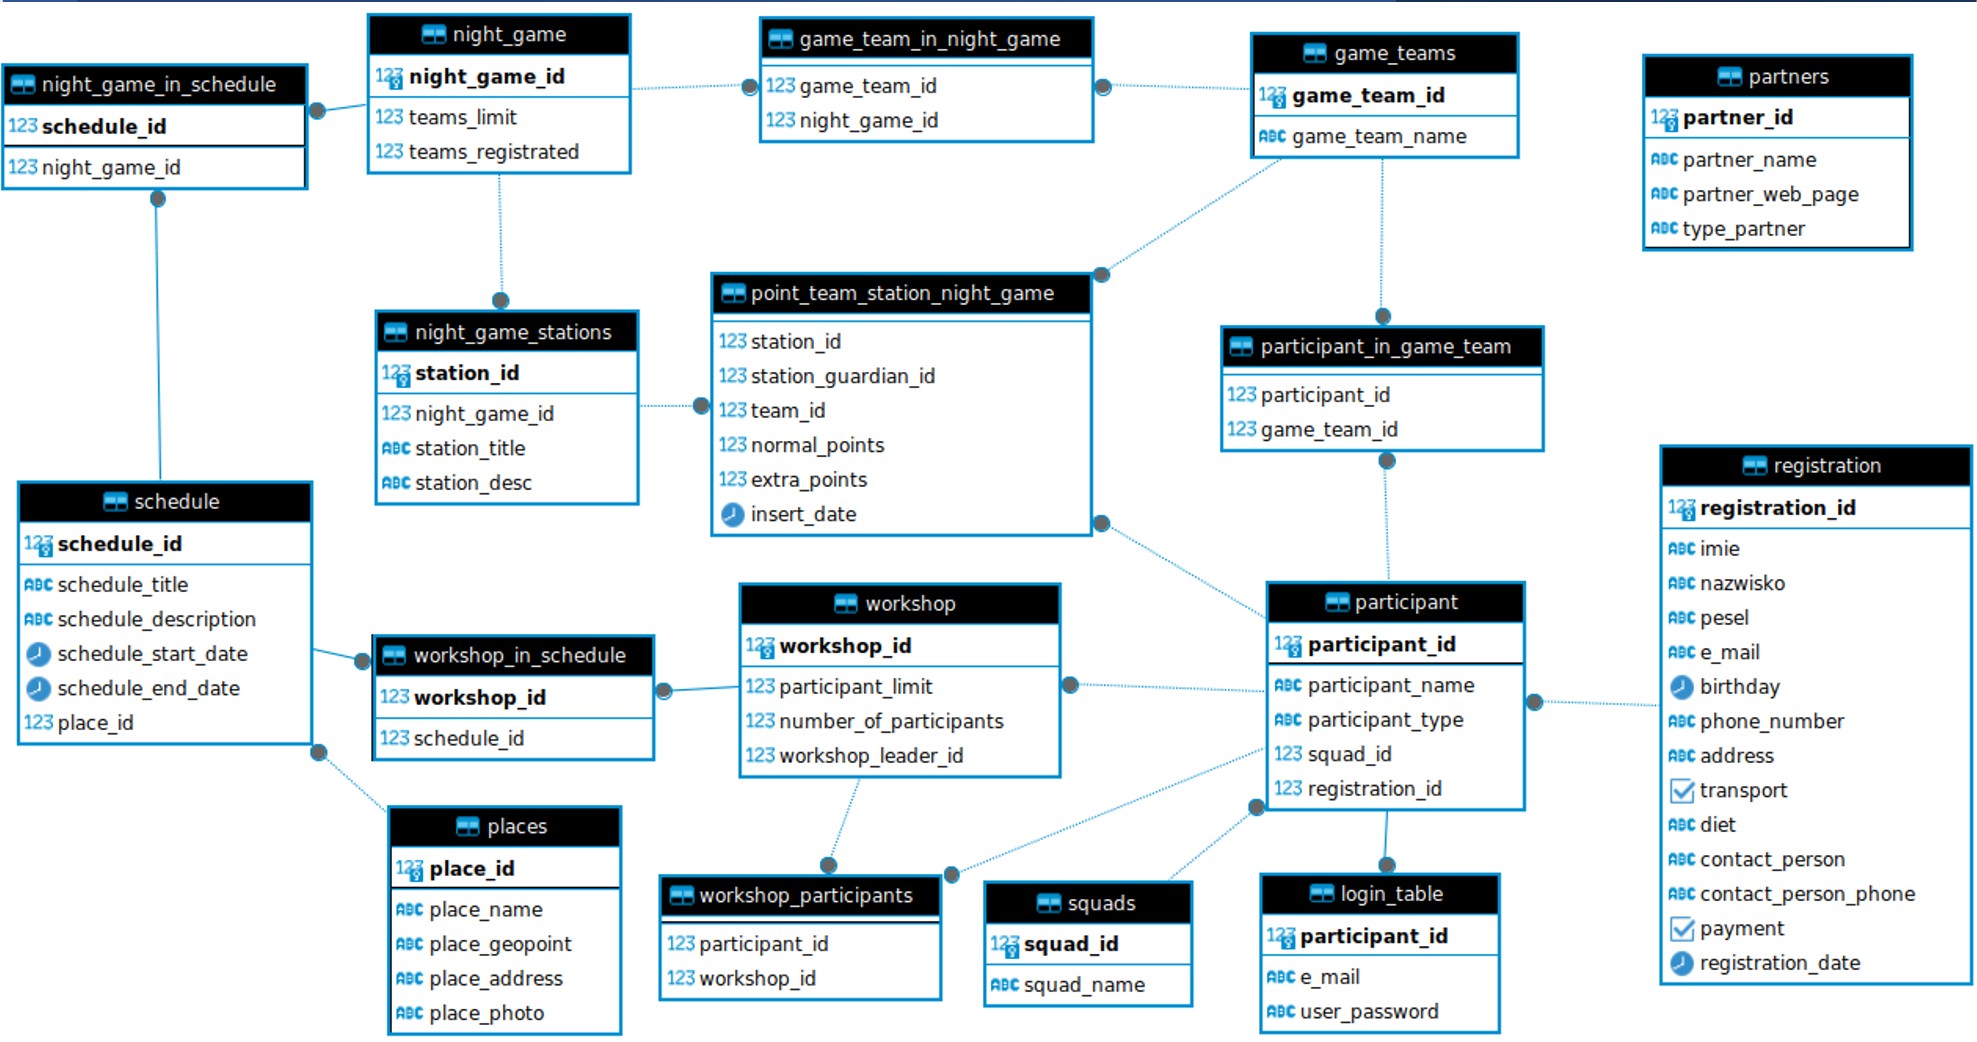 night_game_in_schedule
123 schedule_id
123 night_game_id
night_game
123 night_game_id
123 teams_limit
123 teams_registrated
game_team_in_night_game
123 game_team_id
123 night_game_id
game_teams
123 game_team_id
ABC game_team_name
partners
123 partner_id
ABC partner_name
ABC partner_web_page
ABC type_partner
night_game_stations
123 station_id
123 night_game_id
ABC station_title
ABC station_desc
point_team_station_night_game
123 station_id
123 station_guardian_id
123 team_id
123 normal_points
123 extra_points
insert_date
participant_in_game_team
123 participant_id
123 game_team_id
schedule
123 schedule_id
ABC schedule_title
ABC schedule_description
schedule_start_date
schedule_end_date
123 place_id
workshop_in_schedule
123 workshop_id
123 schedule_id
workshop
123 workshop_id
123 participant_limit
123 number_of_participants
123 workshop_leader_id
participant
123 participant_id
ABC participant_name
ABC participant_type
123 squad_id
123 registration_id
registration
123 registration_id
ABC imie
ABC nazwisko
ABC pesel
ABC e_mail
birthday
ABC phone_number
ABC address
transport
ABC diet
ABC contact_person
ABC contact_person_phone
payment
registration_date
places
123 place_id
ABC place_name
ABC place_geopoint
ABC place_address
ABC place_photo
workshop_participants
123 participant_id
123 workshop_id
squads
123 squad_id
ABC squad_name
login_table
123 participant_id
ABC e_mail
ABC user_password